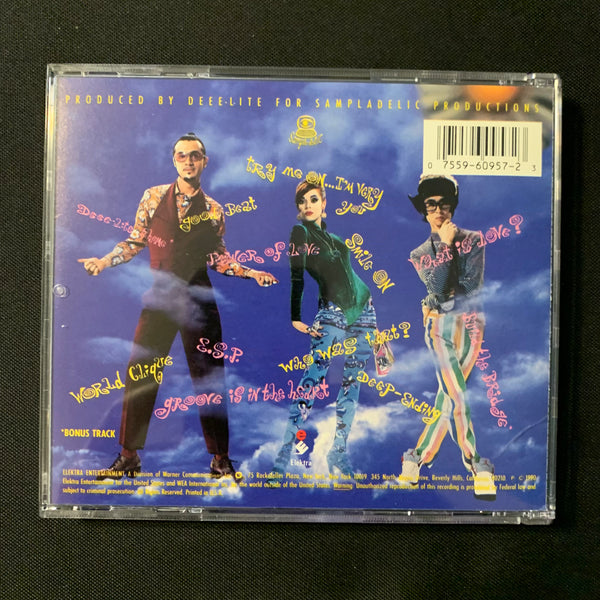 PRODUCED BY DEEE-LITE FOR SAMPLADELIC PRODUCTIONS
0 7559-60957-2 3
Try me on...I'm very
you
Deee-Lite Theme
good Beat
Power of Love
Smile on
What is Love?
E.S.P
World Clique
Who was that?
Deep-Ending
groove is in the heart
Build the Bridge*
*BONUS TRACK
Elektra
ELEKTRA ENTERTAINMENT, A Division of Warner Communications 75 Rockefeller Plaza, New York, New York 10019 345 North Drive, Beverly Hills, California 90210 ℗ © 1990
Elektra Entertainment for the United States and WEA International Inc. for the world outside of the United States. Warning: Unauthorized reproduction of this recording is prohibited by Federal law and
subject to criminal prosecution. All Rights Reserved. Printed in U.S.A.